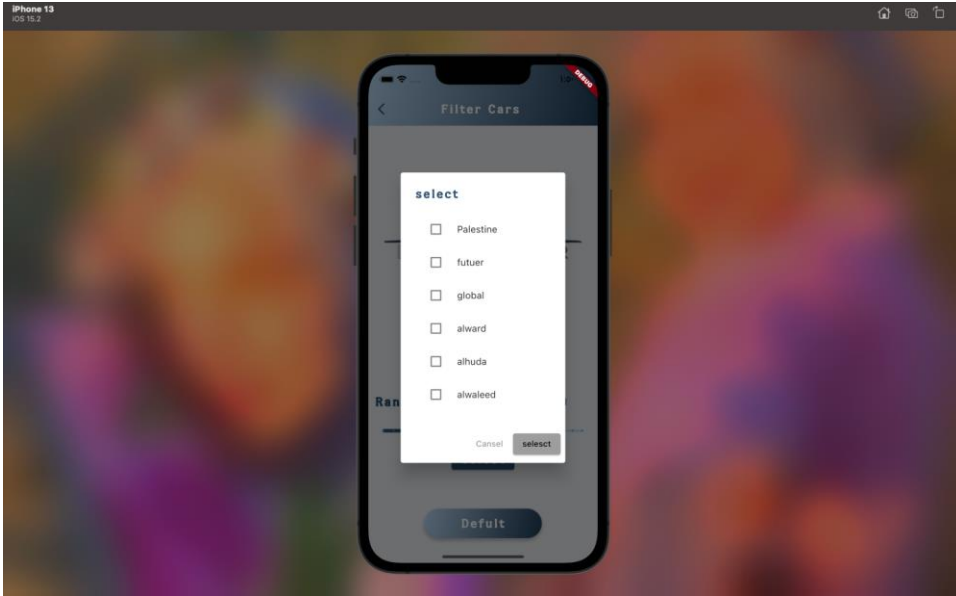 iPhone 13
iOS 15.2
DEBUG
Filter Cars
select
Palestine
futuer
global
alward
alhuda
alwaleed
Ran
Cansel selesct
Defult